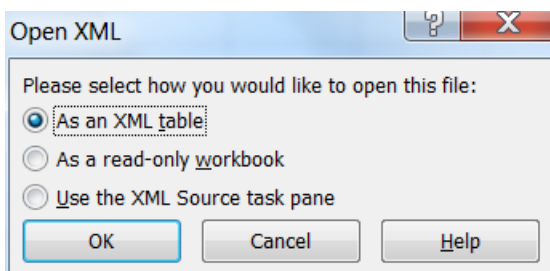 Open XML
Please select how you would like to open this file:
As an XML table
As a read-only workbook
Use the XML Source task pane
OK Cancel Help